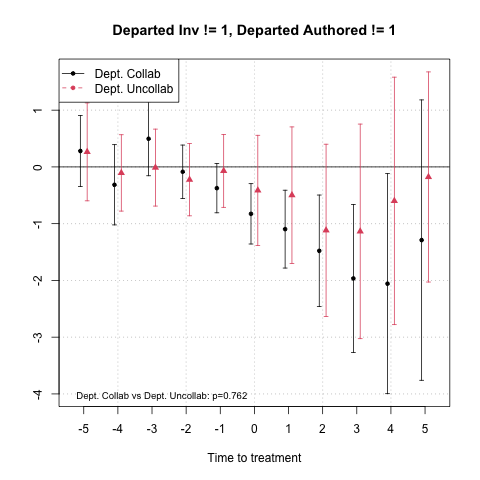 Departed Inv != 1, Departed Authored != 1
Dept. Collab
Dept. Uncollab
1
0
-1
-2
-3
-4
Dept. Collab vs Dept. Uncollab: p=0.762
-5 -4 -3 -2 -1 0 1 2 3 4 5
Time to treatment